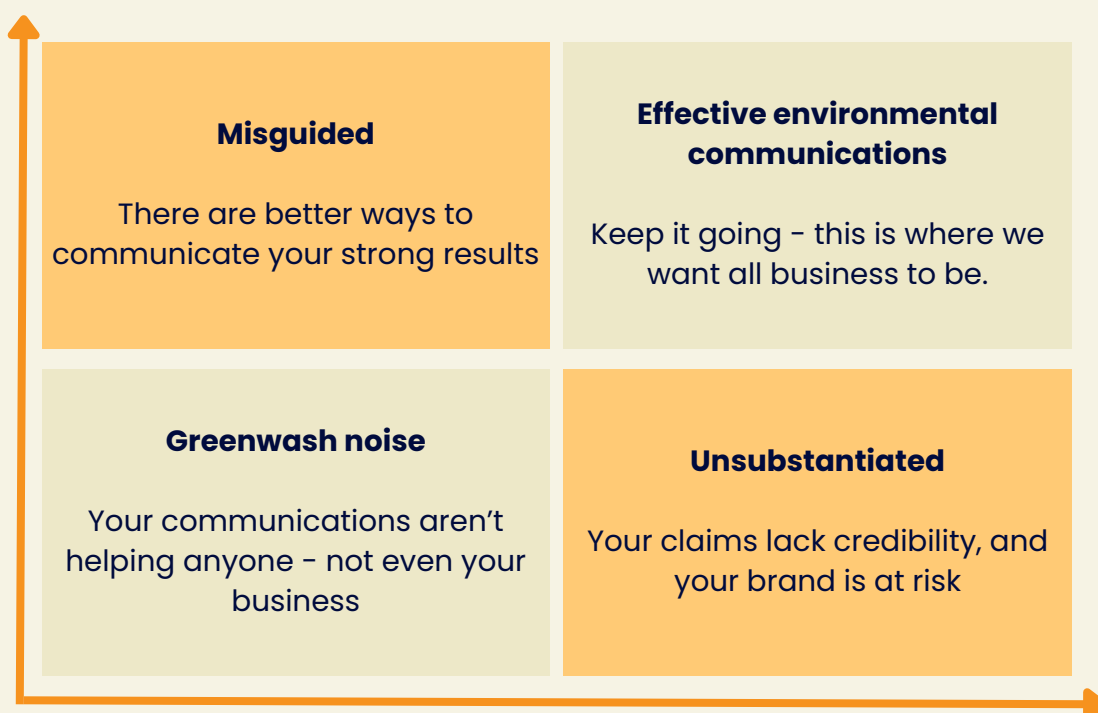 Misguided
There are better ways to
communicate your strong results
Effective environmental
communications
Keep it going - this is where we
want all business to be.
Greenwash noise
Your communications aren’t
helping anyone - not even your
business
Unsubstantiated
Your claims lack credibility, and
your brand is at risk